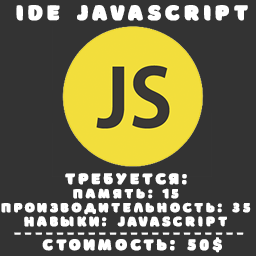 IDE JAVASCRIPT
JS
ТРЕБУЕТСЯ:
ПАМЯТЬ: 15
ПРОИЗВОДИТЕЛЬНОСТЬ: 35
НАВЫКИ: JAVASCRIPT
--------------------
СТОИМОСТЬ: 50$